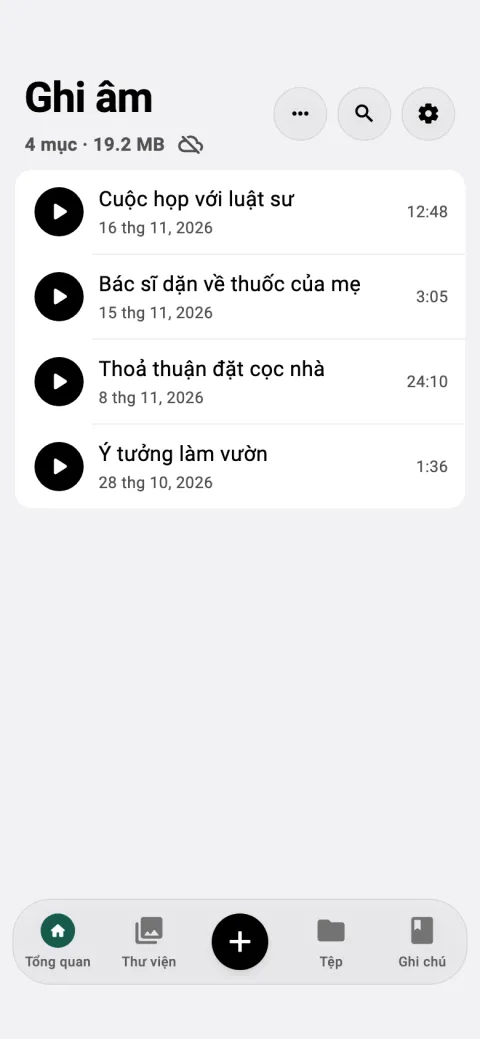 Ghi âm
4 mục · 19.2 MB
Cuộc họp với luật sư
16 thg 11, 2026
12:48
Bác sĩ dặn về thuốc của mẹ
15 thg 11, 2026
3:05
Thoả thuận đặt cọc nhà
8 thg 11, 2026
24:10
Ý tưởng làm vườn
28 thg 10, 2026
1:36
Tổng quan
Thư viện
Tệp
Ghi chú